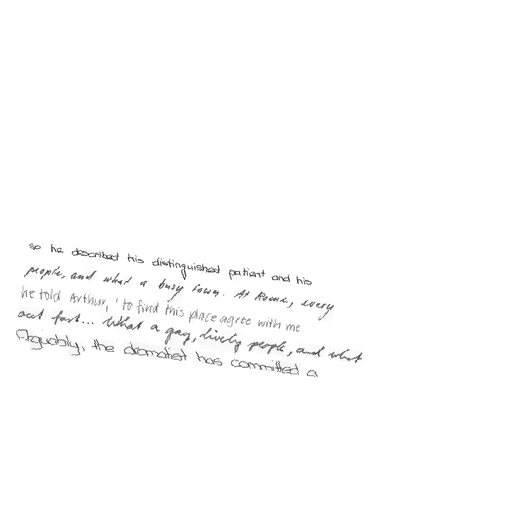 so he described his distinguished patient and his
people, and what a busy town. At Rouen, every
he told Arthur, 'to find this place agree with me
out fast... What a gay, lively people, and what
Arguably, the dramatist has committed a